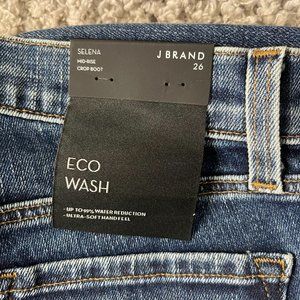 SELENA
MID-RISE
CROP BOOT
J BRAND
26
ECO
WASH
- UP TO 99% WATER REDUCTION
- ULTRA-SOFT HAND FEEL